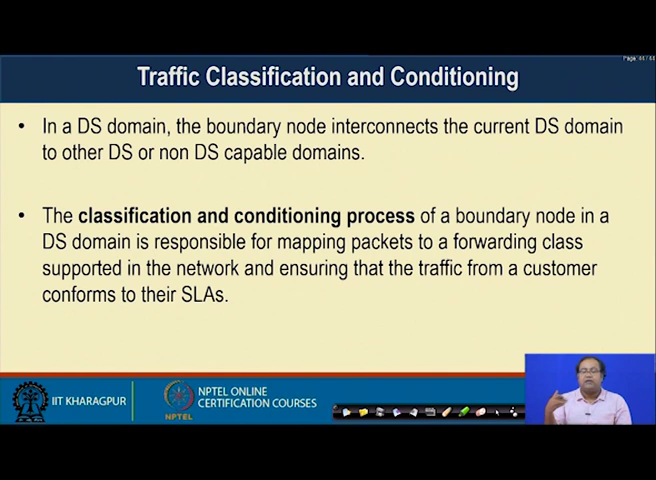 Page 44 / 44
Traffic Classification and Conditioning
• In a DS domain, the boundary node interconnects the current DS domain
to other DS or non DS capable domains.
• The classification and conditioning process of a boundary node in a
DS domain is responsible for mapping packets to a forwarding class
supported in the network and ensuring that the traffic from a customer
conforms to their SLAs.
IIT KHARAGPUR
NPTEL
NPTEL ONLINE
CERTIFICATION COURSES